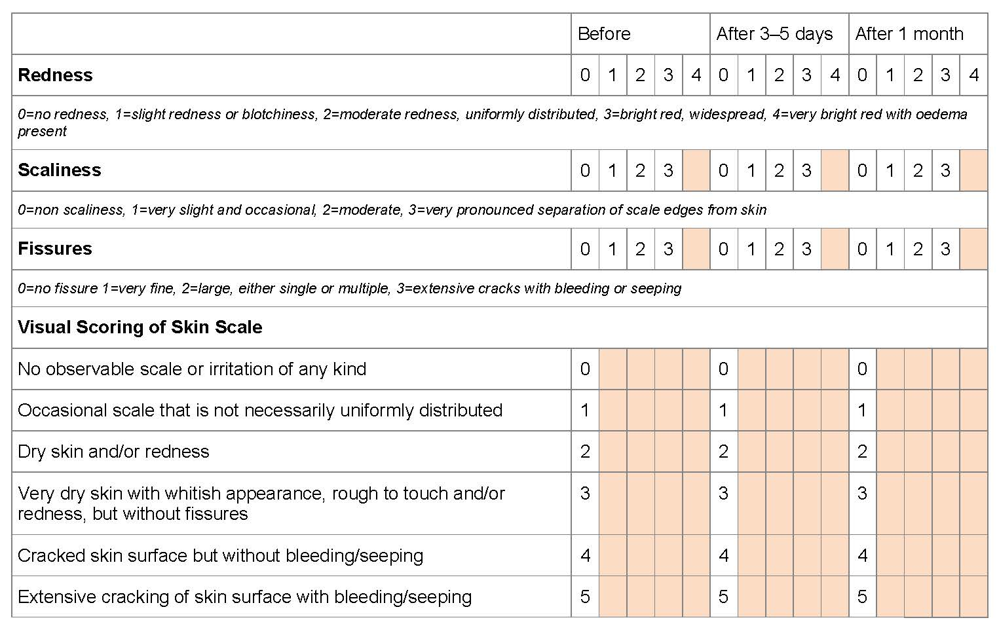 Before After 3–5 days After 1 month
Redness 0 1 2 3 4 0 1 2 3 4 0 1 2 3 4
0=no redness, 1=slight redness or blotchiness, 2=moderate redness, uniformly distributed, 3=bright red, widespread, 4=very bright red with oedema
present
Scaliness 0 1 2 3 0 1 2 3 0 1 2 3
0=non scaliness, 1=very slight and occasional, 2=moderate, 3=very pronounced separation of scale edges from skin
Fissures 0 1 2 3 0 1 2 3 0 1 2 3
0=no fissure 1=very fine, 2=large, either single or multiple, 3=extensive cracks with bleeding or seeping
Visual Scoring of Skin Scale
No observable scale or irritation of any kind 0 0 0
Occasional scale that is not necessarily uniformly distributed 1 1 1
Dry skin and/or redness 2 2 2
Very dry skin with whitish appearance, rough to touch and/or 3 3 3
redness, but without fissures
Cracked skin surface but without bleeding/seeping 4 4 4
Extensive cracking of skin surface with bleeding/seeping 5 5 5